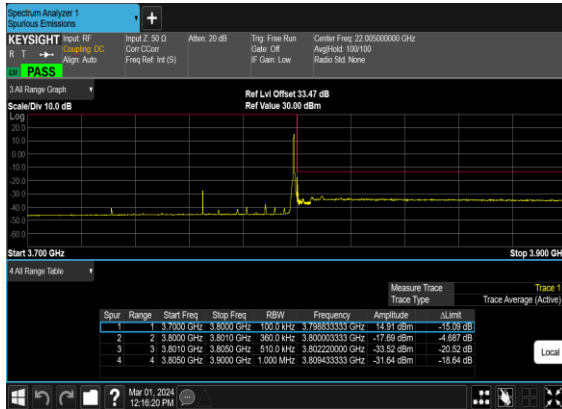 Spectrum Analyzer 1
Spurious Emissions
+
KEYSIGHT Input: RF Input Z: 50 Ω Atten: 20 dB Trig: Free Run Center Freq: 22.005000000 GHz
R T Coupling: DC Corr CCorr Gate: Off Avg|Hold: 100/100
Align: Auto Freq Ref: Int (S) IF Gain: Low Radio Std: None
PASS
3 All Range Graph
Ref Lvl Offset 33.47 dB
Scale/Div 10.0 dB Ref Value 30.00 dBm
Log
20.0
10.0
0.00
-10.0
-20.0
-30.0
-40.0
-50.0
-60.0
Start 3.700 GHz Stop 3.900 GH
4 All Range Table
Measure Trace Trace 1
Trace Type Trace Average (Active)
Spur Range Start Freq Stop Freq RBW Frequency Amplitude ΔLimit
1 1 3.7000 GHz 3.8000 GHz 100.0 kHz 3.798833333 GHz 14.91 dBm -15.09 dB
2 2 3.8000 GHz 3.8010 GHz 360.0 kHz 3.800003333 GHz -17.69 dBm -4.687 dB
3 3 3.8010 GHz 3.8050 GHz 510.0 kHz 3.802220000 GHz -33.52 dBm -20.52 dB
4 4 3.8050 GHz 3.9000 GHz 1.000 MHz 3.809433333 GHz -31.64 dBm -18.64 dB
Local
? Mar 01, 2024
12:16:20 PM